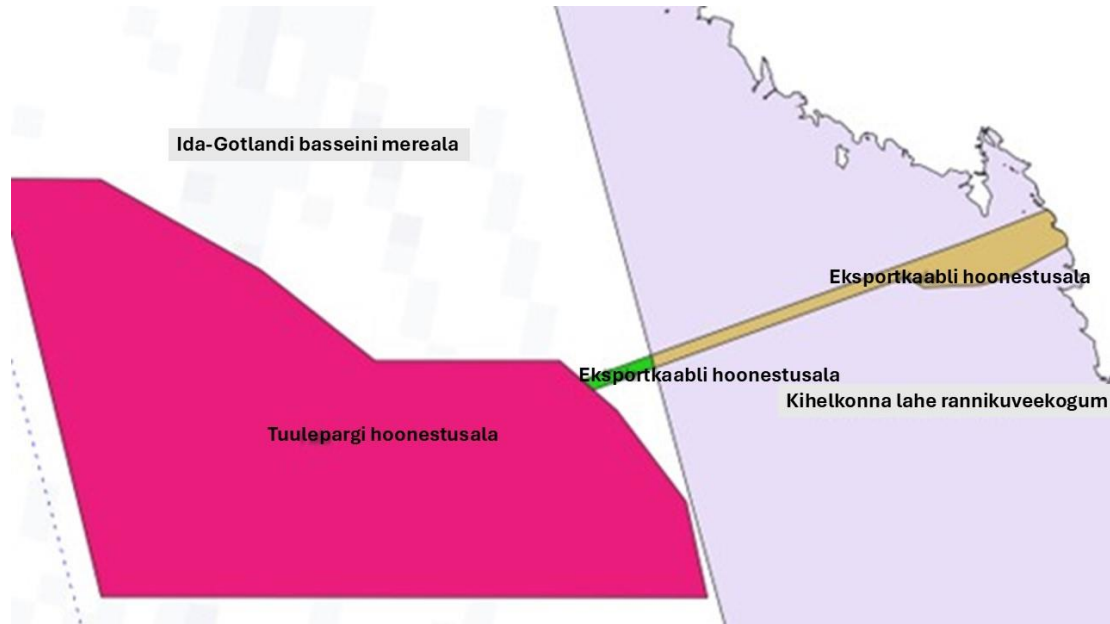 Ida-Gotlandi basseini mereala
Eksportkaabli hoonestusala
Eksportkaabli hoonestusala
Kihelkonna lahe rannikuveekogum
Tuulepargi hoonestusala